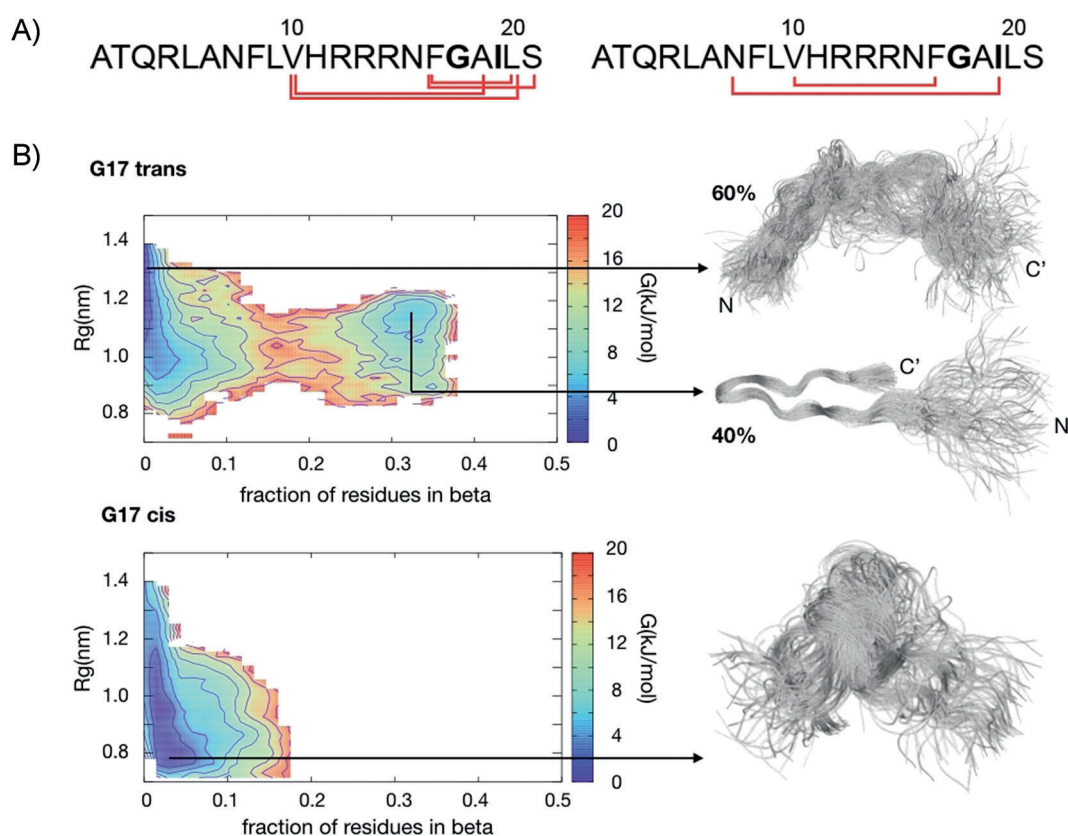 A)
10 20
ATQRLANFLVHRRRNFGAILS
10 20
ATQRLANFLVHRRRNFGAILS
B)
G17 trans
Rg(nm)
1.4
1.2
1.0
0.8
0 0.1 0.2 0.3 0.4 0.5
fraction of residues in beta
20
16
12
8
4
0
G(kJ/mol)
60%
N
C’
C’
40%
N
G17 cis
Rg(nm)
1.4
1.2
1.0
0.8
0 0.1 0.2 0.3 0.4 0.5
fraction of residues in beta
20
16
12
8
4
0
G(kJ/mol)